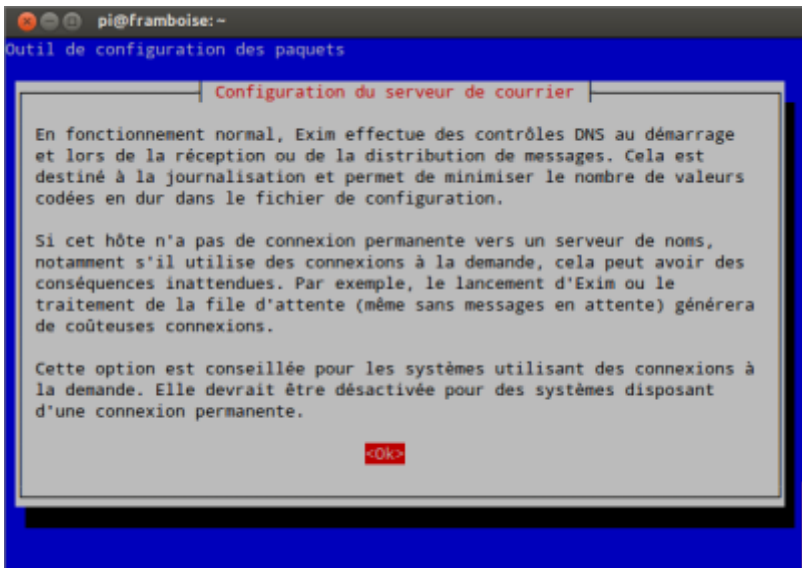 pi@framboise: ~
Outil de configuration des paquets
Configuration du serveur de courrier
En fonctionnement normal, Exim effectue des contrôles DNS au démarrage
et lors de la réception ou de la distribution de messages. Cela est
destiné à la journalisation et permet de minimiser le nombre de valeurs
codées en dur dans le fichier de configuration.
Si cet hôte n'a pas de connexion permanente vers un serveur de noms,
notamment s'il utilise des connexions à la demande, cela peut avoir des
conséquences inattendues. Par exemple, le lancement d'Exim ou le
traitement de la file d'attente (même sans messages en attente) générera
de coûteuses connexions.
Cette option est conseillée pour les systèmes utilisant des connexions à
la demande. Elle devrait être désactivée pour des systèmes disposant
d'une connexion permanente.
<Ok>